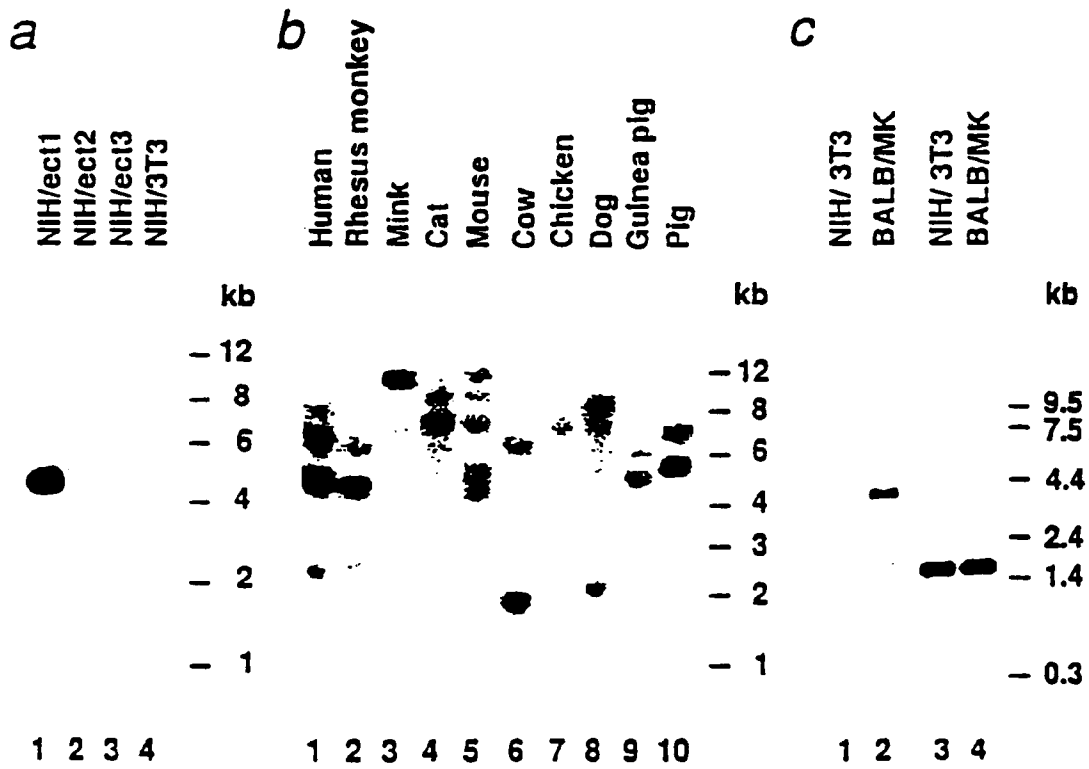 a
NIH/ect1
NIH/ect2
NIH/ect3
NIH/3T3
kb
12
8
6
4
2
1
1 2 3 4
b
Human
Rhesus monkey
Mink
Cat
Mouse
Cow
Chicken
Dog
Guinea pig
Pig
kb
12
8
6
4
3
2
1
1 2 3 4 5 6 7 8 9 10
c
NIH/ 3T3
BALB/MK
NIH/ 3T3
BALB/MK
kb
9.5
7.5
4.4
2.4
1.4
0.3
1 2 3 4